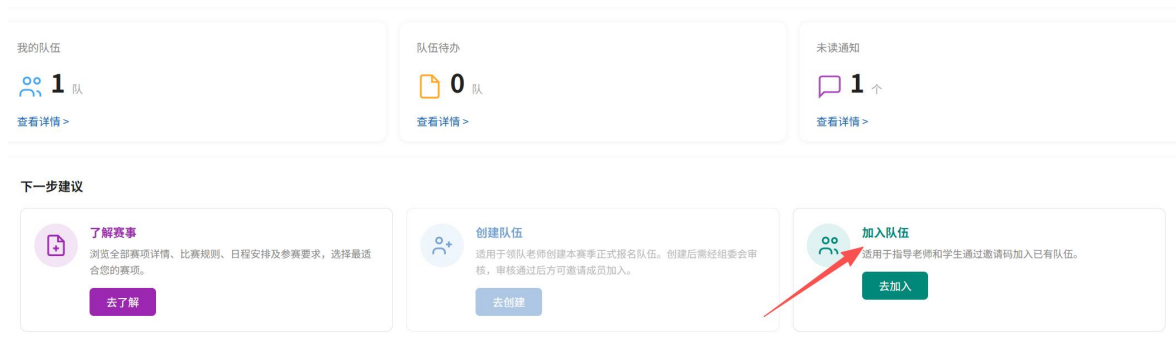 我的队伍
1 队
查看详情 >
队伍待办
0 队
查看详情 >
未读通知
1 个
查看详情 >
下一步建议
了解赛事
浏览全部赛项详情、比赛规则、日程安排及参赛要求，选择最适
合您的赛项。
去了解
创建队伍
适用于领队老师创建本赛事正式报名队伍。创建后需经组委会审
核，审核通过后方可邀请成员加入。
去创建
加入队伍
适用于指导老师和学生通过邀请码加入已有队伍。
去加入